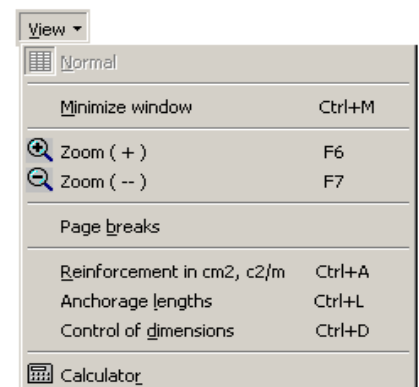 View
Normal
Minimize window Ctrl+M
Zoom ( + ) F6
Zoom ( -- ) F7
Page breaks
Reinforcement in cm2, c2/m Ctrl+A
Anchorage lengths Ctrl+L
Control of dimensions Ctrl+D
Calculator